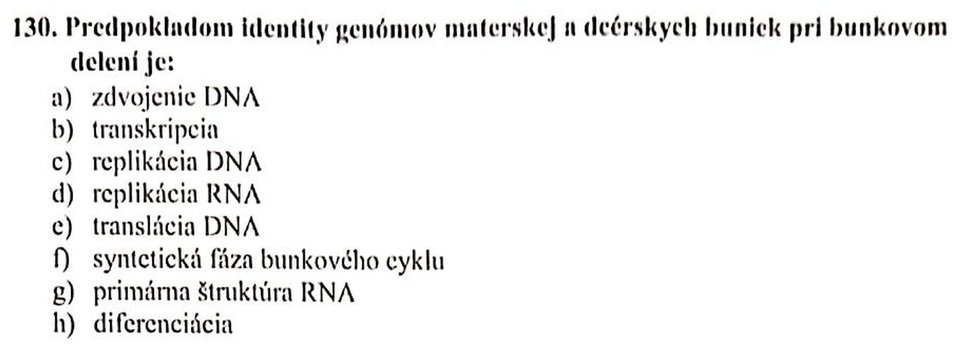 130. Predpokladom identity genómov materskej a dcérskych buniek pri bunkovom
delení je:
a) zdvojenie DNA
b) transkripcia
c) replikácia DNA
d) replikácia RNA
e) translácia DNA
f) syntetická fáza bunkového cyklu
g) primárna štruktúra RNA
h) diferenciácia